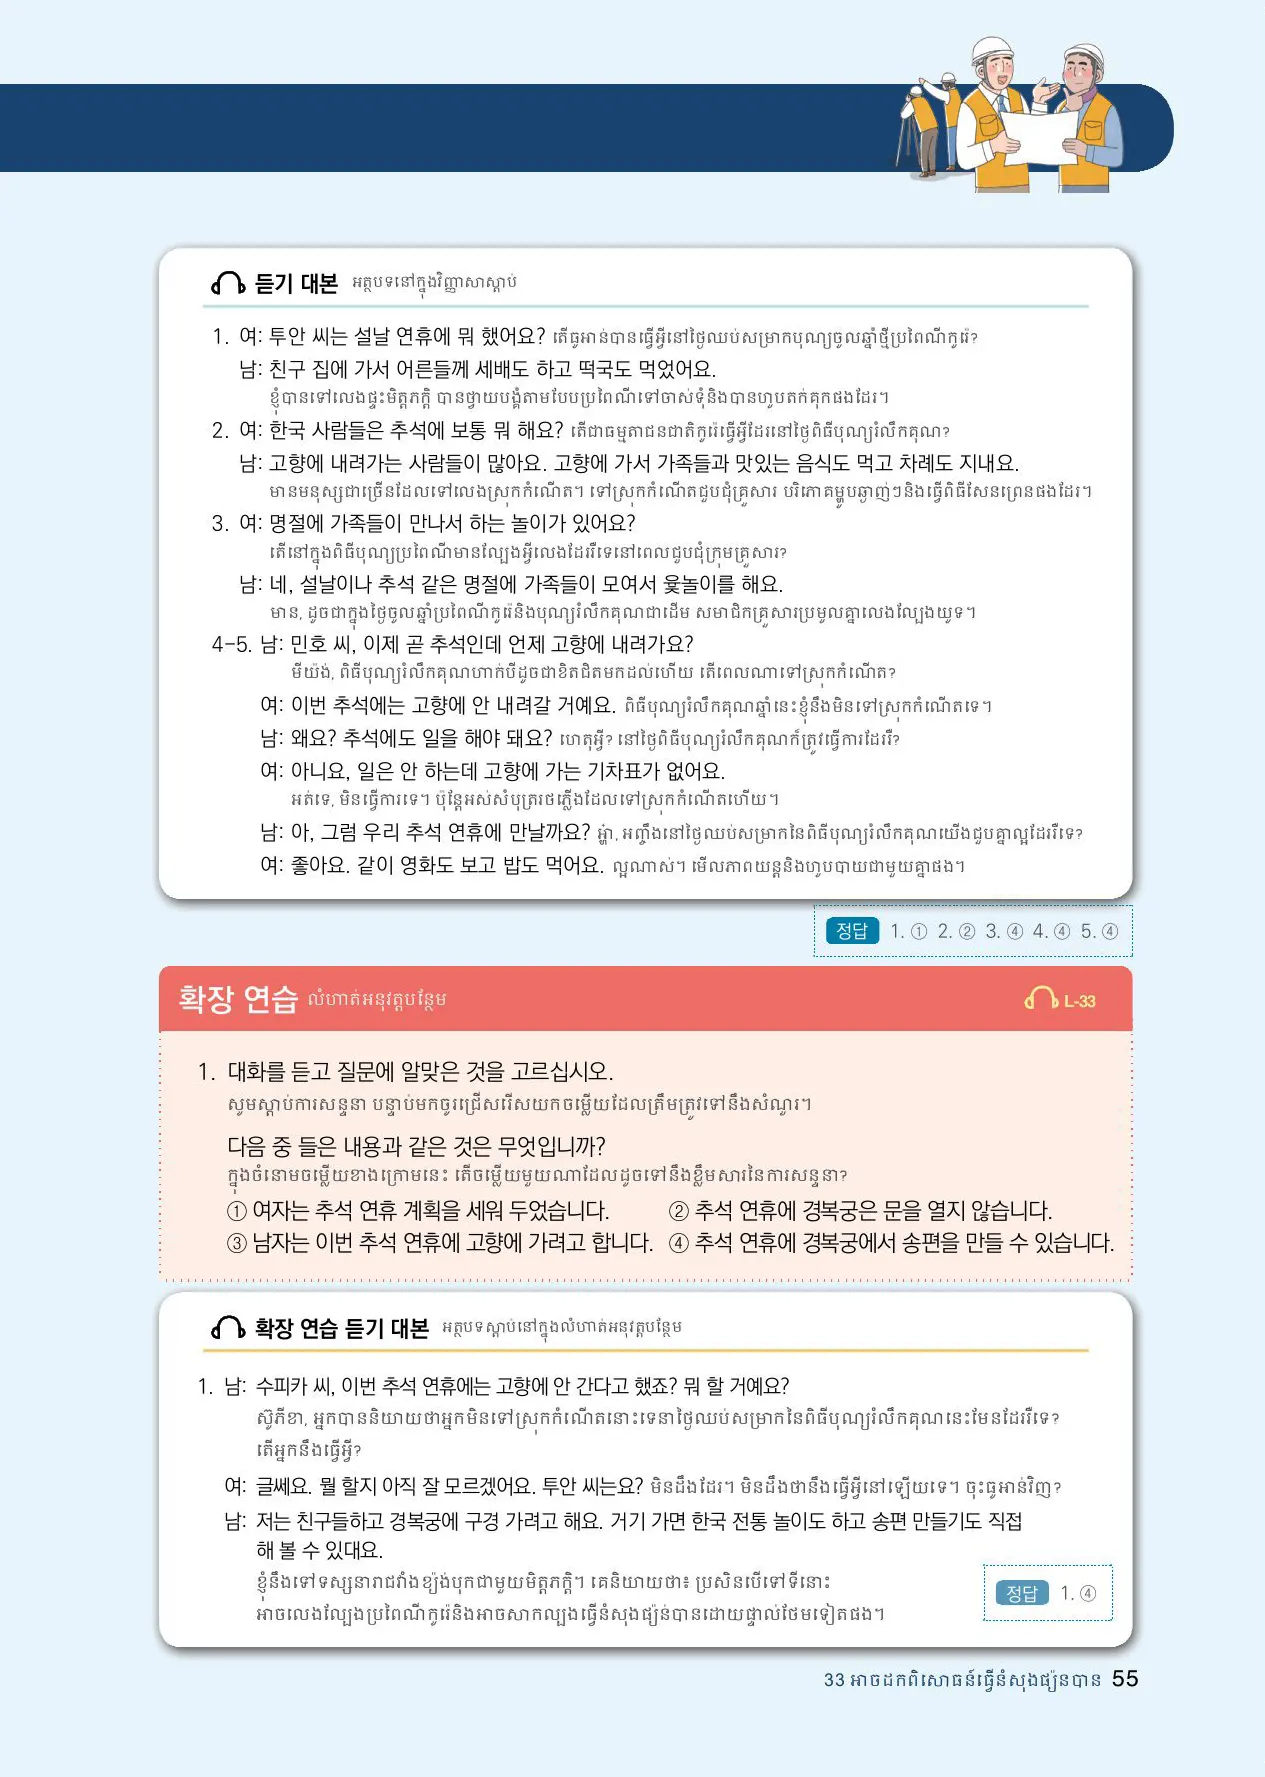 듣기 대본 អត្ថបទនៅក្នុងវិញ្ញាសាស្តាប់
1. 여: 투안 씨는 설날 연휴에 뭐 했어요? តើធូអាន់បានធ្វើអ្វីនៅថ្ងៃឈប់សម្រាកបុណ្យចូលឆ្នាំថ្មីប្រពៃណីកូរ៉េ?
남: 친구 집에 가서 어른들께 세배도 하고 떡국도 먹었어요.
ខ្ញុំបានទៅលេងផ្ទះមិត្តភក្តិ បានថ្វាយបង្គំតាមបែបប្រពៃណីទៅចាស់ទុំនិងបានហូបតក់គុកផងដែរ។
2. 여: 한국 사람들은 추석에 보통 뭐 해요? តើជាធម្មតាជនជាតិកូរ៉េធ្វើអ្វីដែរនៅថ្ងៃពិធីបុណ្យរំលឹកគុណ?
남: 고향에 내려가는 사람들이 많아요. 고향에 가서 가족들과 맛있는 음식도 먹고 차례도 지내요.
មានមនុស្សជាច្រើនដែលទៅលេងស្រុកកំណើត។ ទៅស្រុកកំណើតជួបជុំគ្រួសារ បរិភោគម្ហូបឆ្ងាញ់ៗនិងធ្វើពិធីសែនព្រេនផងដែរ។
3. 여: 명절에 가족들이 만나서 하는 놀이가 있어요?
តើនៅក្នុងពិធីបុណ្យប្រពៃណីមានល្បែងអ្វីលេងដែររឺទេនៅពេលជួបជុំក្រុមគ្រួសារ?
남: 네, 설날이나 추석 같은 명절에 가족들이 모여서 윷놀이를 해요.
មាន, ដូចជាក្នុងថ្ងៃចូលឆ្នាំប្រពៃណីកូរ៉េនិងបុណ្យរំលឹកគុណជាដើម សមាជិកគ្រួសារប្រមូលគ្នាលេងល្បែងយូទ។
4-5. 남: 민호 씨, 이제 곧 추석인데 언제 고향에 내려가요?
មីយ៉ង់, ពិធីបុណ្យរំលឹកគុណហាក់បីដូចជាខិតជិតមកដល់ហើយ តើពេលណាទៅស្រុកកំណើត?
여: 이번 추석에는 고향에 안 내려갈 거예요. ពិធីបុណ្យរំលឹកគុណឆ្នាំនេះខ្ញុំនឹងមិនទៅស្រុកកំណើតទេ។
남: 왜요? 추석에도 일을 해야 돼요? ហេតុអ្វី? នៅថ្ងៃពិធីបុណ្យរំលឹកគុណក៏ត្រូវធ្វើការដែររឺ?
여: 아니요, 일은 안 하는데 고향에 가는 기차표가 없어요.
អត់ទេ, មិនធ្វើការទេ។ ប៉ុន្តែអស់សំបុត្ររថភ្លើងដែលទៅស្រុកកំណើតហើយ។
남: 아, 그럼 우리 추석 연휴에 만날까요? អ្ហ៎ា, អញ្ចឹងនៅថ្ងៃឈប់សម្រាកនៃពិធីបុណ្យរំលឹកគុណយើងជួបគ្នាល្អដែររឺទេ?
여: 좋아요. 같이 영화도 보고 밥도 먹어요. ល្អណាស់។ មើលភាពយន្តនិងហូបបាយជាមួយគ្នាផង។
정답 1. ① 2. ② 3. ④ 4. ④ 5. ④
확장 연습 លំហាត់អនុវត្តបន្ថែម L-33
1. 대화를 듣고 질문에 알맞은 것을 고르십시오.
សូមស្តាប់ការសន្ទនា បន្ទាប់មកចូរជ្រើសរើសយកចម្លើយដែលត្រឹមត្រូវទៅនឹងសំណួរ។
다음 중 들은 내용과 같은 것은 무엇입니까?
ក្នុងចំនោមចម្លើយខាងក្រោមនេះ តើចម្លើយមួយណាដែលដូចទៅនឹងខ្លឹមសារនៃការសន្ទនា?
① 여자는 추석 연휴 계획을 세워 두었습니다. ② 추석 연휴에 경복궁은 문을 열지 않습니다.
③ 남자는 이번 추석 연휴에 고향에 가려고 합니다. ④ 추석 연휴에 경복궁에서 송편을 만들 수 있습니다.
확장 연습 듣기 대본 អត្ថបទស្តាប់នៅក្នុងលំហាត់អនុវត្តបន្ថែម
1. 남: 수피카 씨, 이번 추석 연휴에는 고향에 안 간다고 했죠? 뭐 할 거예요?
ស៊ូភីខា, អ្នកបាននិយាយថាអ្នកមិនទៅស្រុកកំណើតនោះទេនាថ្ងៃឈប់សម្រាកនៃពិធីបុណ្យរំលឹកគុណនេះមែនដែររឺទេ?
តើអ្នកនឹងធ្វើអ្វី?
여: 글쎄요. 뭘 할지 아직 잘 모르겠어요. 투안 씨는요? មិនដឹងដែរ។ មិនដឹងថានឹងធ្វើអ្វីនៅឡើយទេ។ ចុះធូអាន់វិញ?
남: 저는 친구들하고 경복궁에 구경 가려고 해요. 거기 가면 한국 전통 놀이도 하고 송편 만들기도 직접
해 볼 수 있대요.
ខ្ញុំនឹងទៅទស្សនារាជវាំងខ្យ៉ង់បុកជាមួយមិត្តភក្តិ។ គេនិយាយថា៖ ប្រសិនបើទៅទីនោះ
អាចលេងល្បែងប្រពៃណីកូរ៉េនិងអាចសាកល្បងធ្វើនំសុងផ្យ៉ន់បានដោយផ្ទាល់ថែមទៀតផង។
정답 1. ④
33 អាចដកពិសោធន៍ធ្វើនំសុងផ្យ៉នបាន 55